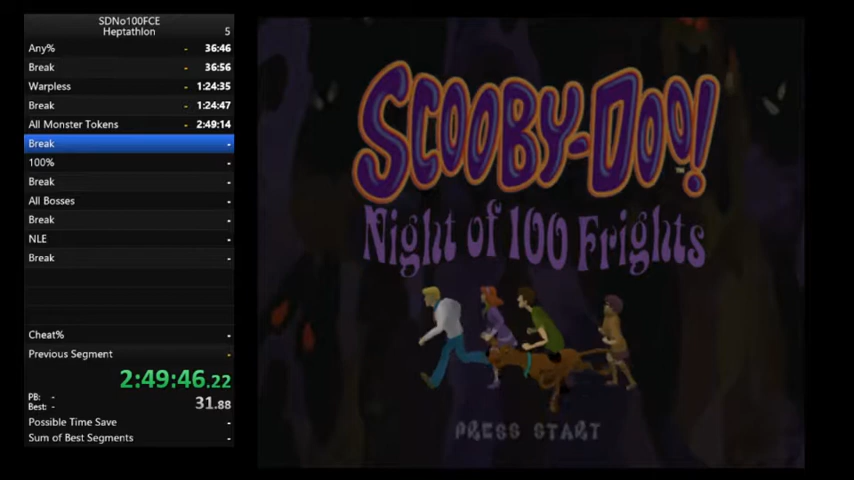 SDNo100FCE
Heptathlon 5
Any% - 36:46
Break - 36:56
Warpless - 1:24:35
Break - 1:24:47
All Monster Tokens - 2:49:14
Break -
100% -
Break -
All Bosses -
Break -
NLE -
Break -
Cheat% -
Previous Segment -
2:49:46.22
PB: -
Best: - 31.88
Possible Time Save -
Sum of Best Segments -
SCOOBY-DOO!
TM
Night of 100 Frights
PRESS START